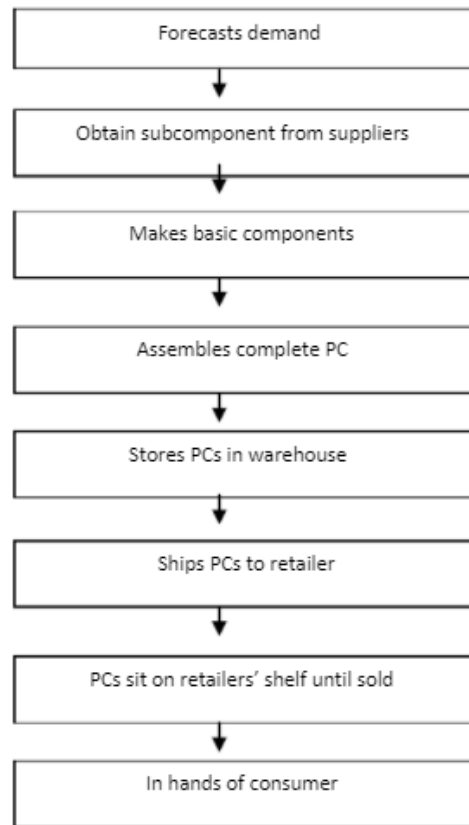 Forecasts demand
Obtain subcomponent from suppliers
Makes basic components
Assembles complete PC
Stores PCs in warehouse
Ships PCs to retailer
PCs sit on retailers’ shelf until sold
In hands of consumer